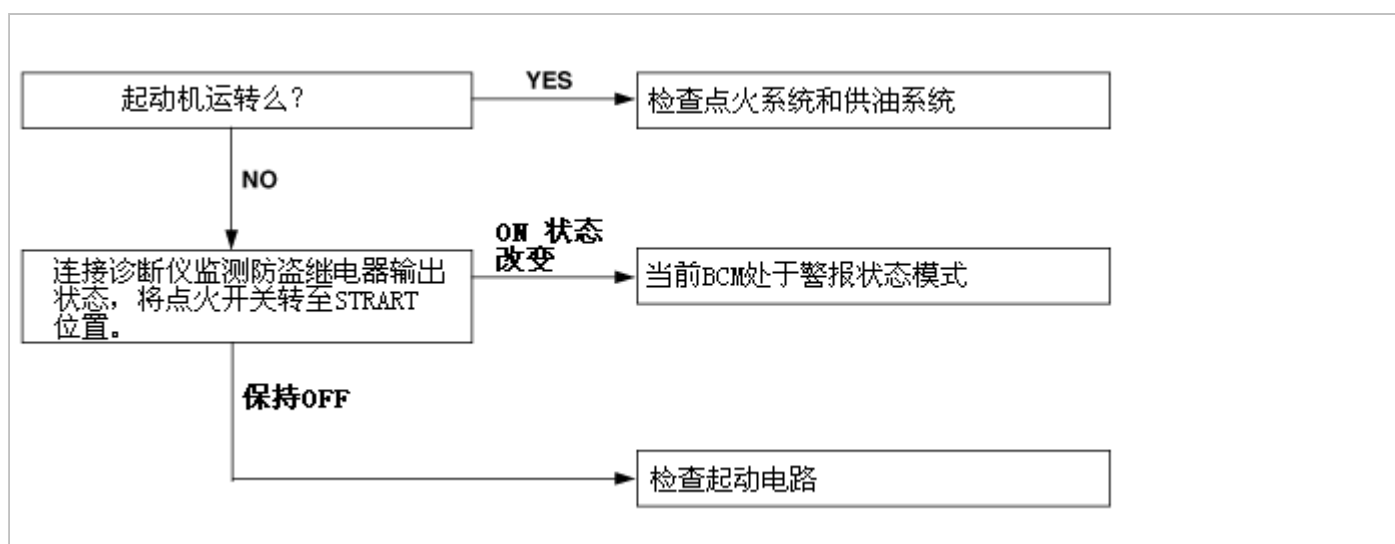 起动机运转么?
YES
检查点火系统和供油系统
NO
连接诊断仪监测防盗继电器输出
状态,将点火开关转至STRART
位置。
ON 状态
改变
当前BCM处于警报状态模式
保持OFF
检查起动电路